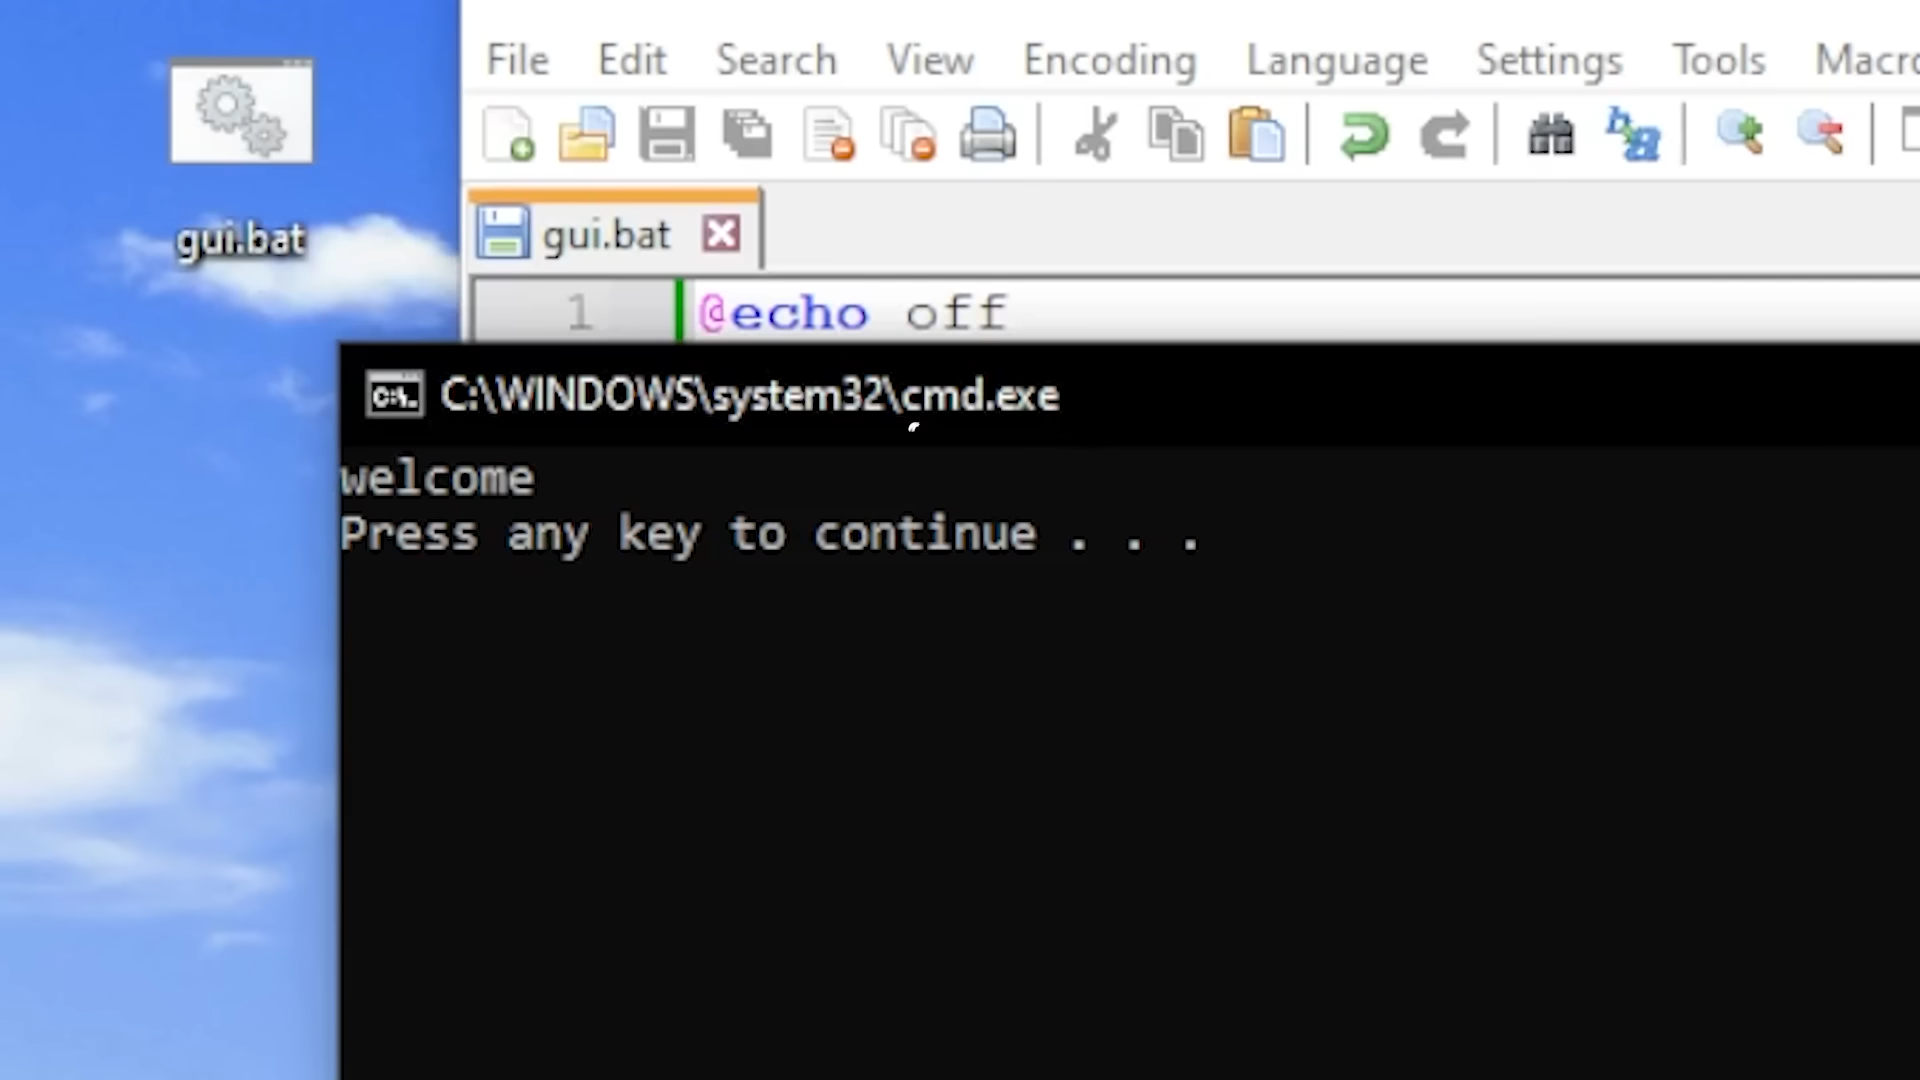 File Edit Search View Encoding Language Settings Tools Macro
gui.bat
gui.bat
1 @echo off
C:\WINDOWS\system32\cmd.exe
welcome
Press any key to continue . . .